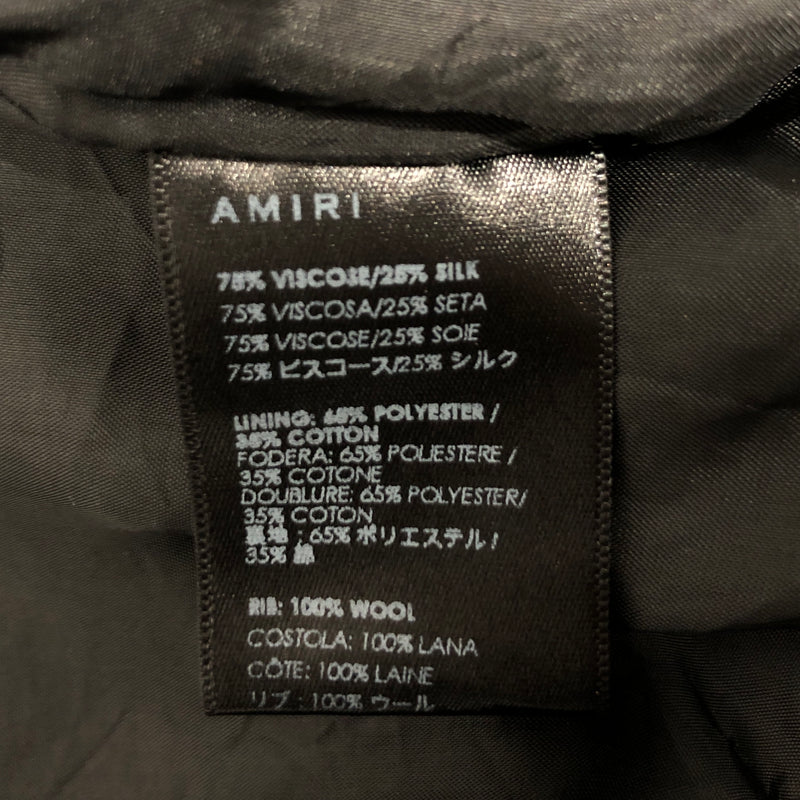 AMIRI
75% VISCOSE/25% SILK
75% VISCOSA/25% SETA
75% VISCOSE/25% SOIE
75% ビスコース/25% シルク
LINING: 65% POLYESTER /
35% COTTON
FODERA: 65% POLIESTERE /
35% COTONE
DOUBLURE: 65% POLYESTER/
35% COTON
裏地 : 65% ポリエステル /
35% 綿
RIB: 100% WOOL
COSTOLA: 100% LANA
CÔTE: 100% LAINE
リブ : 100% ウール